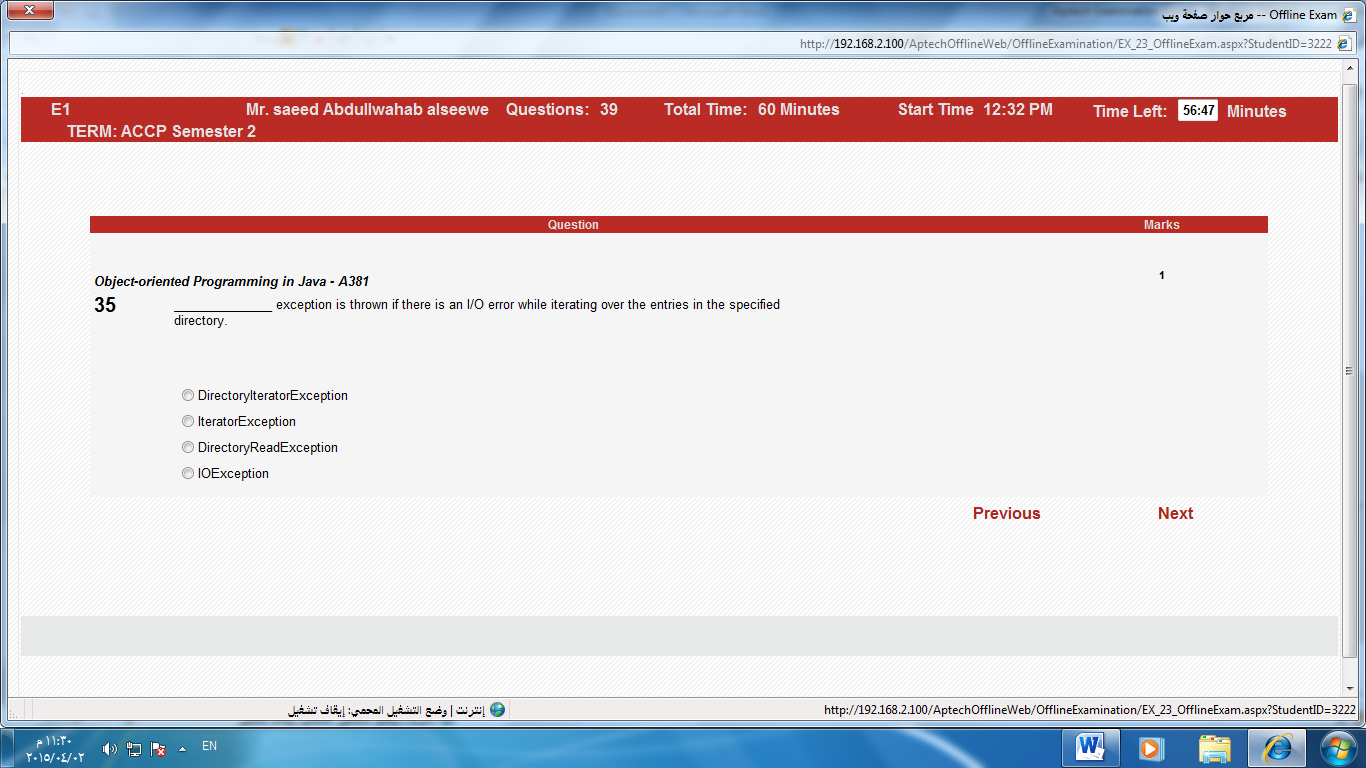 X
Offline Exam -- مربع حوار صفحة ويب
http://192.168.2.100/AptechOfflineWeb/OfflineExamination/EX_23_OfflineExam.aspx?StudentID=3222
E1 Mr. saeed Abdullwahab alseewe Questions: 39 Total Time: 60 Minutes Start Time 12:32 PM Time Left: 56:47 Minutes
TERM: ACCP Semester 2
Question Marks
Object-oriented Programming in Java - A381 1
35 ______________ exception is thrown if there is an I/O error while iterating over the entries in the specified
directory.
DirectoryIteratorException
IteratorException
DirectoryReadException
IOException
Previous Next
إنترنت | وضع التشغيل المحمي: إيقاف تشغيل
http://192.168.2.100/AptechOfflineWeb/OfflineExamination/EX_23_OfflineExam.aspx?StudentID=3222
١١:٣٠ م
EN
٢٠١٥/٠٤/٠٢